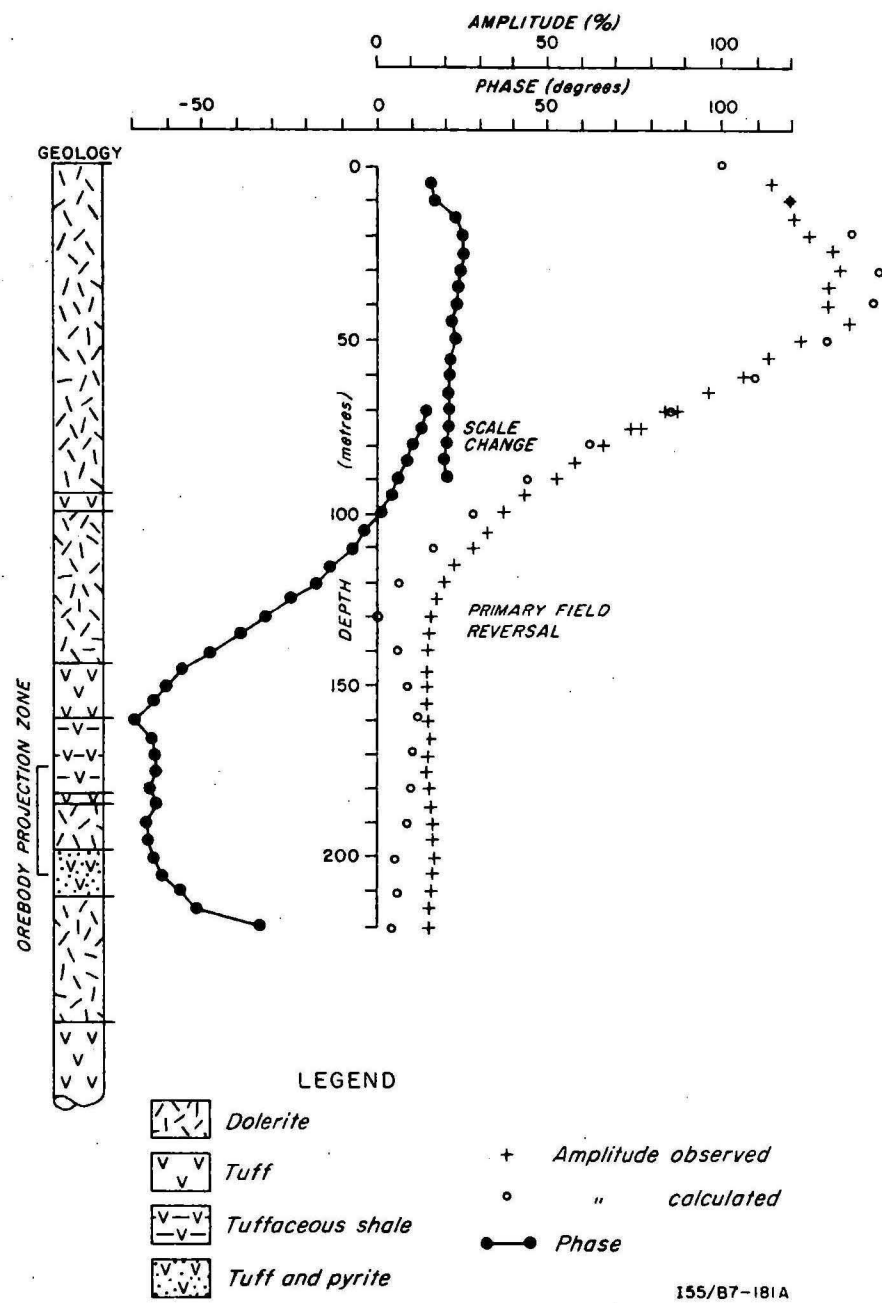 AMPLITUDE (%)
0 50 100
PHASE (degrees)
-50 0 50 100
GEOLOGY
0
50
(metres)
SCALE
CHANGE
100
DEPTH
PRIMARY FIELD
REVERSAL
150
OREBODY PROJECTION ZONE
200
LEGEND
Dolerite
Tuff
Tuffaceous shale
Tuff and pyrite
+ Amplitude observed
o " calculated
Phase
I55/B7-181A